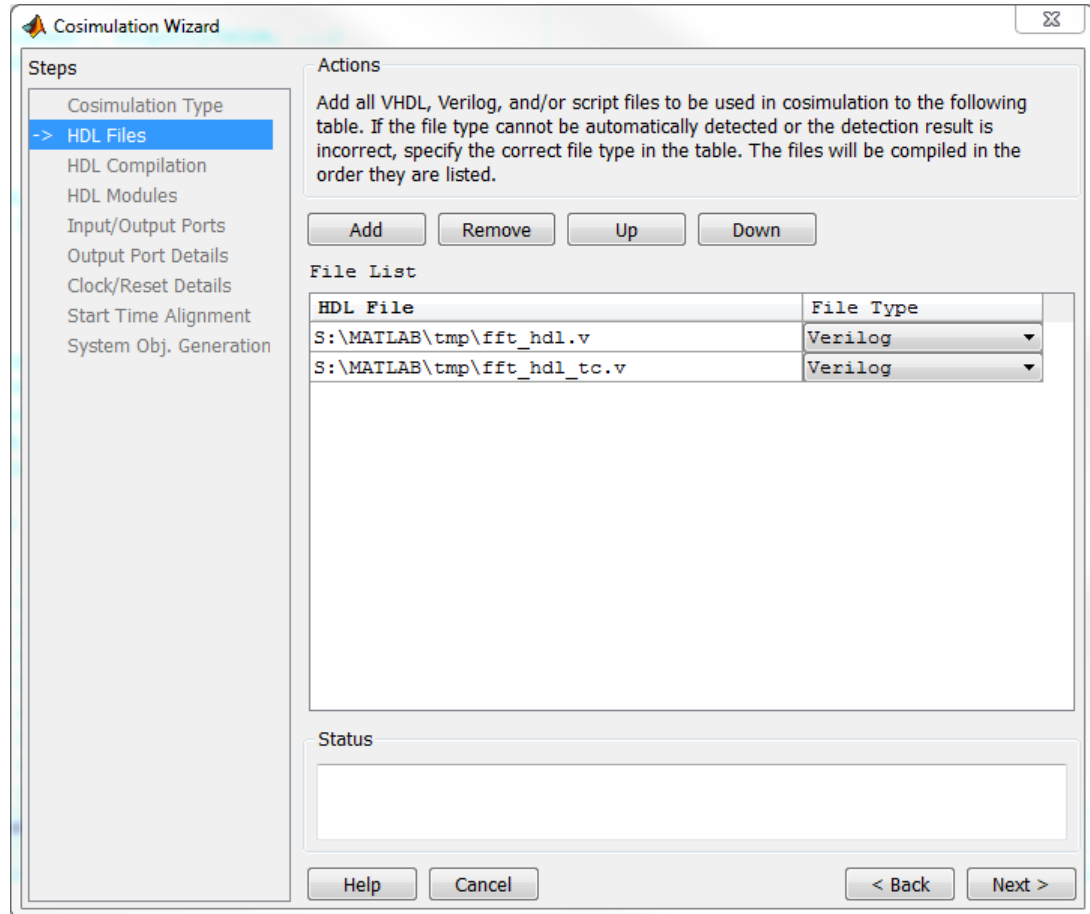 Cosimulation Wizard
Steps
Cosimulation Type
-> HDL Files
HDL Compilation
HDL Modules
Input/Output Ports
Output Port Details
Clock/Reset Details
Start Time Alignment
System Obj. Generation
Actions
Add all VHDL, Verilog, and/or script files to be used in cosimulation to the following
table. If the file type cannot be automatically detected or the detection result is
incorrect, specify the correct file type in the table. The files will be compiled in the
order they are listed.
Add Remove Up Down
File List
HDL File File Type
S:\MATLAB\tmp\fft_hdl.v Verilog
S:\MATLAB\tmp\fft_hdl_tc.v Verilog
Status
Help Cancel < Back Next >